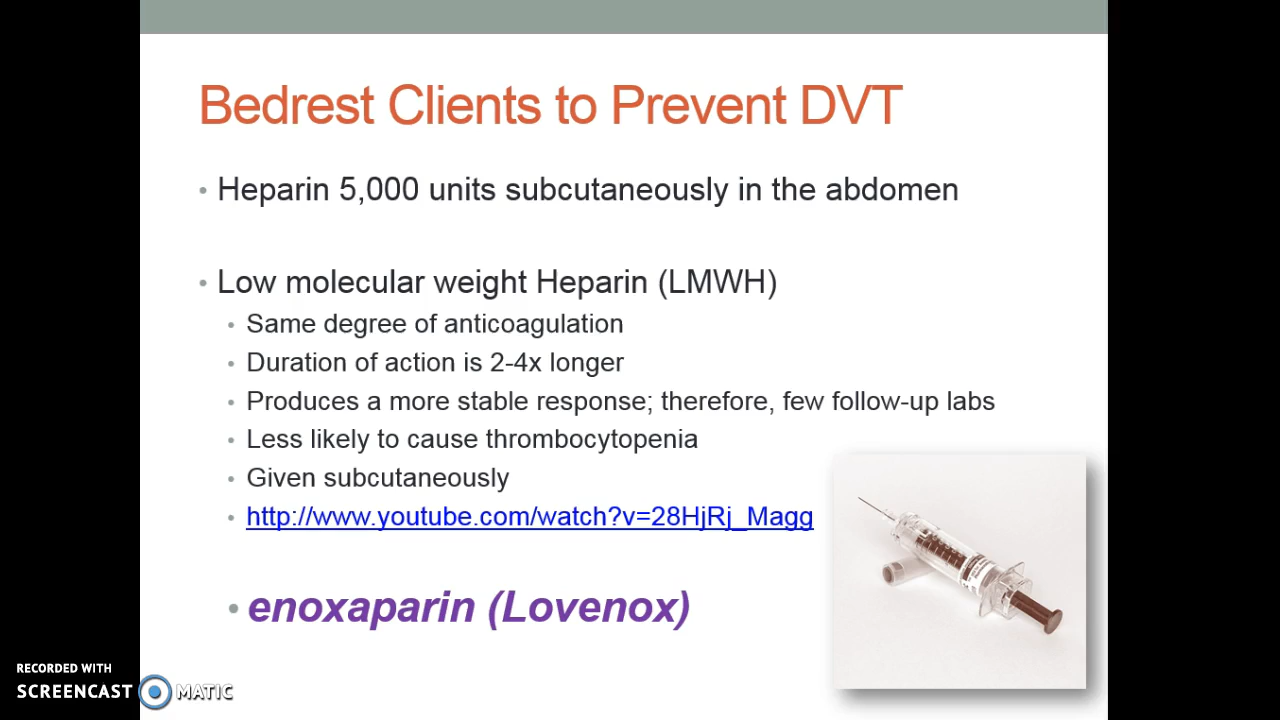 Bedrest Clients to Prevent DVT
• Heparin 5,000 units subcutaneously in the abdomen
• Low molecular weight Heparin (LMWH)
• Same degree of anticoagulation
• Duration of action is 2-4x longer
• Produces a more stable response; therefore, few follow-up labs
• Less likely to cause thrombocytopenia
• Given subcutaneously
• http://www.youtube.com/watch?v=28HjRj_Magg
• enoxaparin (Lovenox)
RECORDED WITH
SCREENCAST MATIC